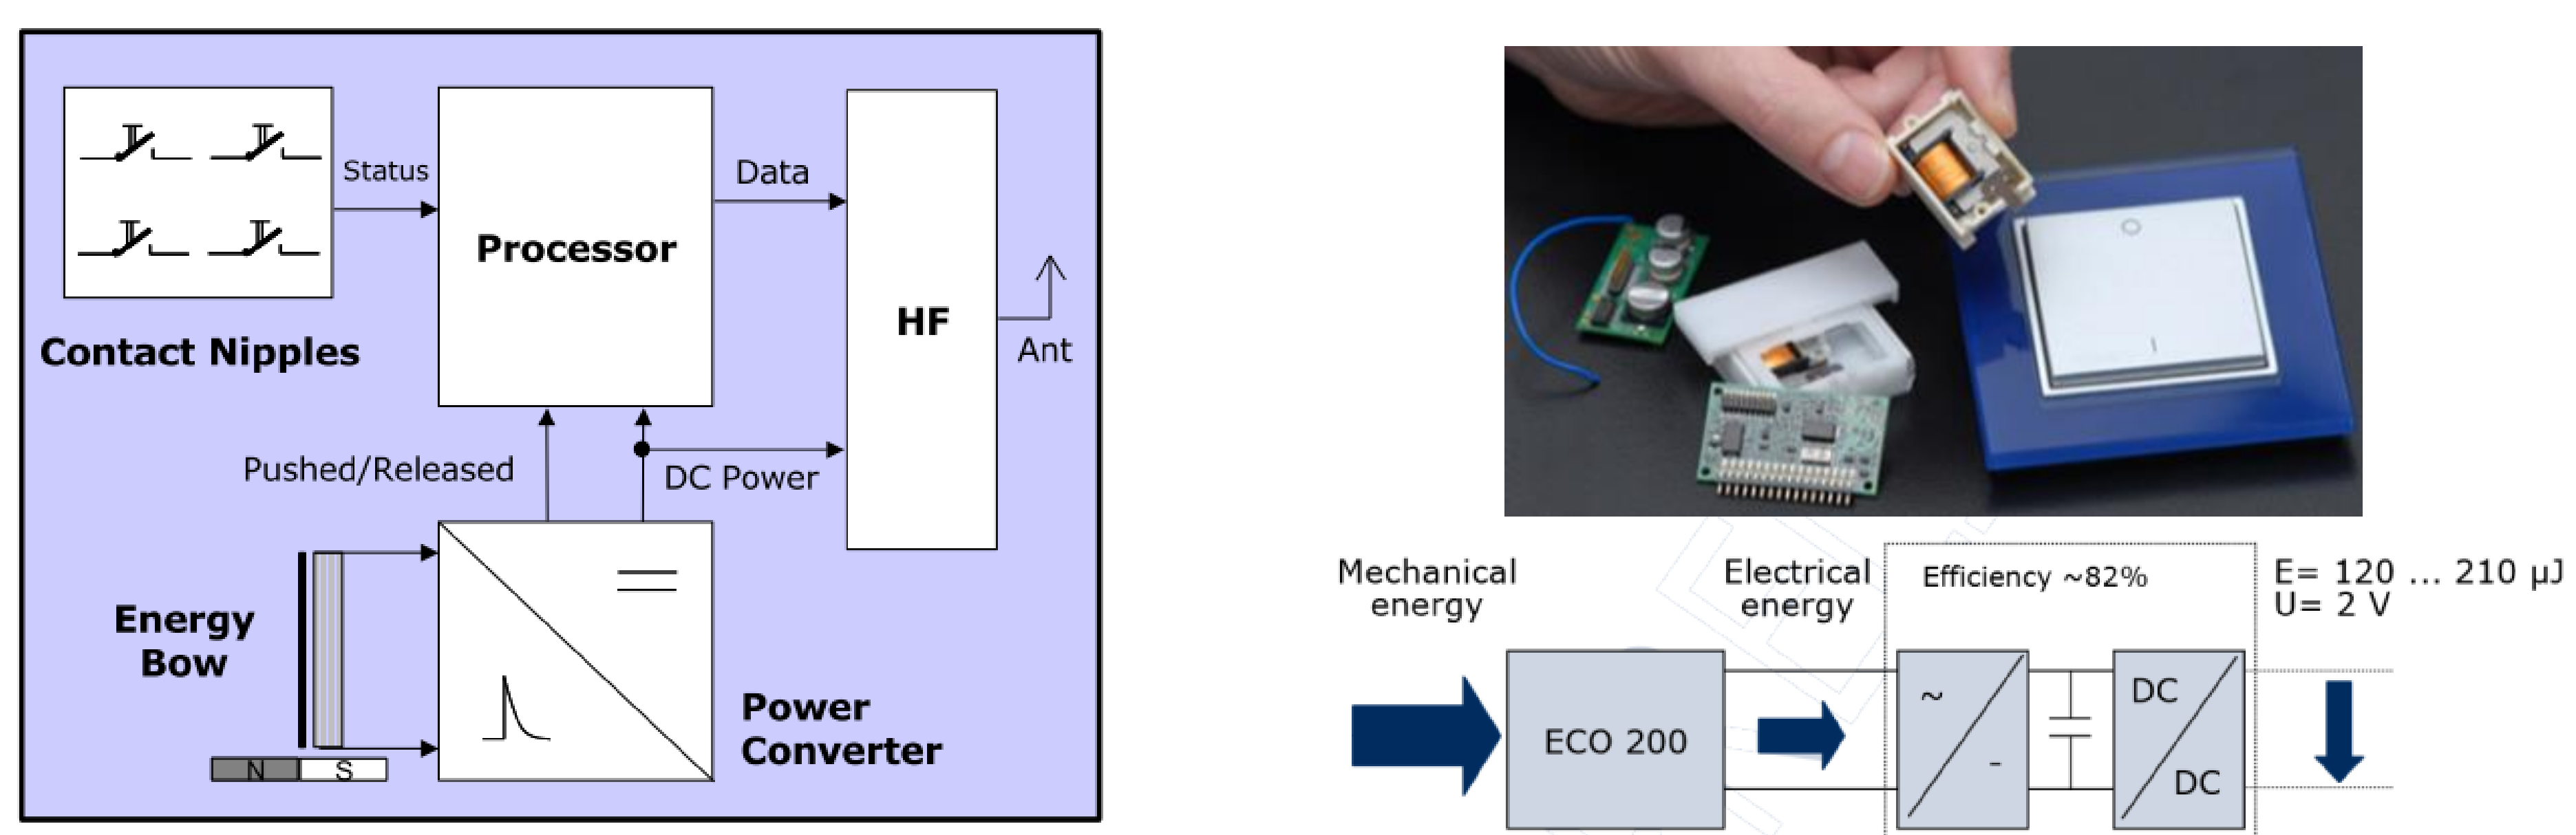 Status
Data
Processor
HF
Ant
Contact Nipples
Pushed/Released
DC Power
Energy
Bow
N S
Power
Converter
Mechanical
energy
Electrical
energy
Efficiency ~82%
E= 120 ... 210 µJ
U= 2 V
ECO 200
~
-
DC
DC